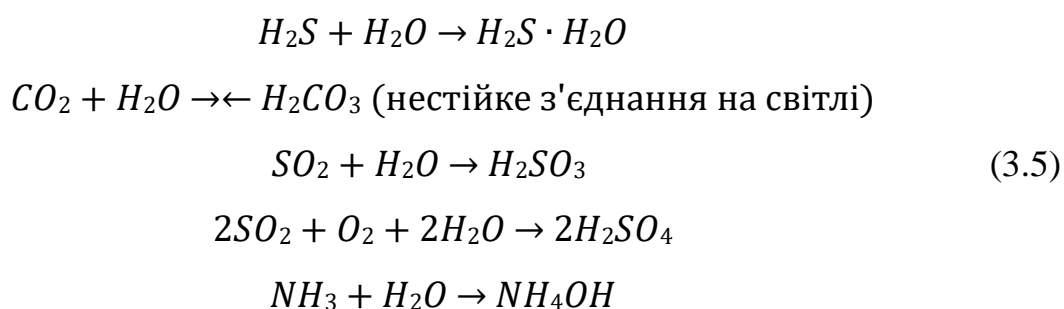 H₂S + H₂O → H₂S · H₂O
CO₂ + H₂O →← H₂CO₃ (нестійке з'єднання на світлі)
SO₂ + H₂O → H₂SO₃ (3.5)
2SO₂ + O₂ + 2H₂O → 2H₂SO₄
NH₃ + H₂O → NH₄OH